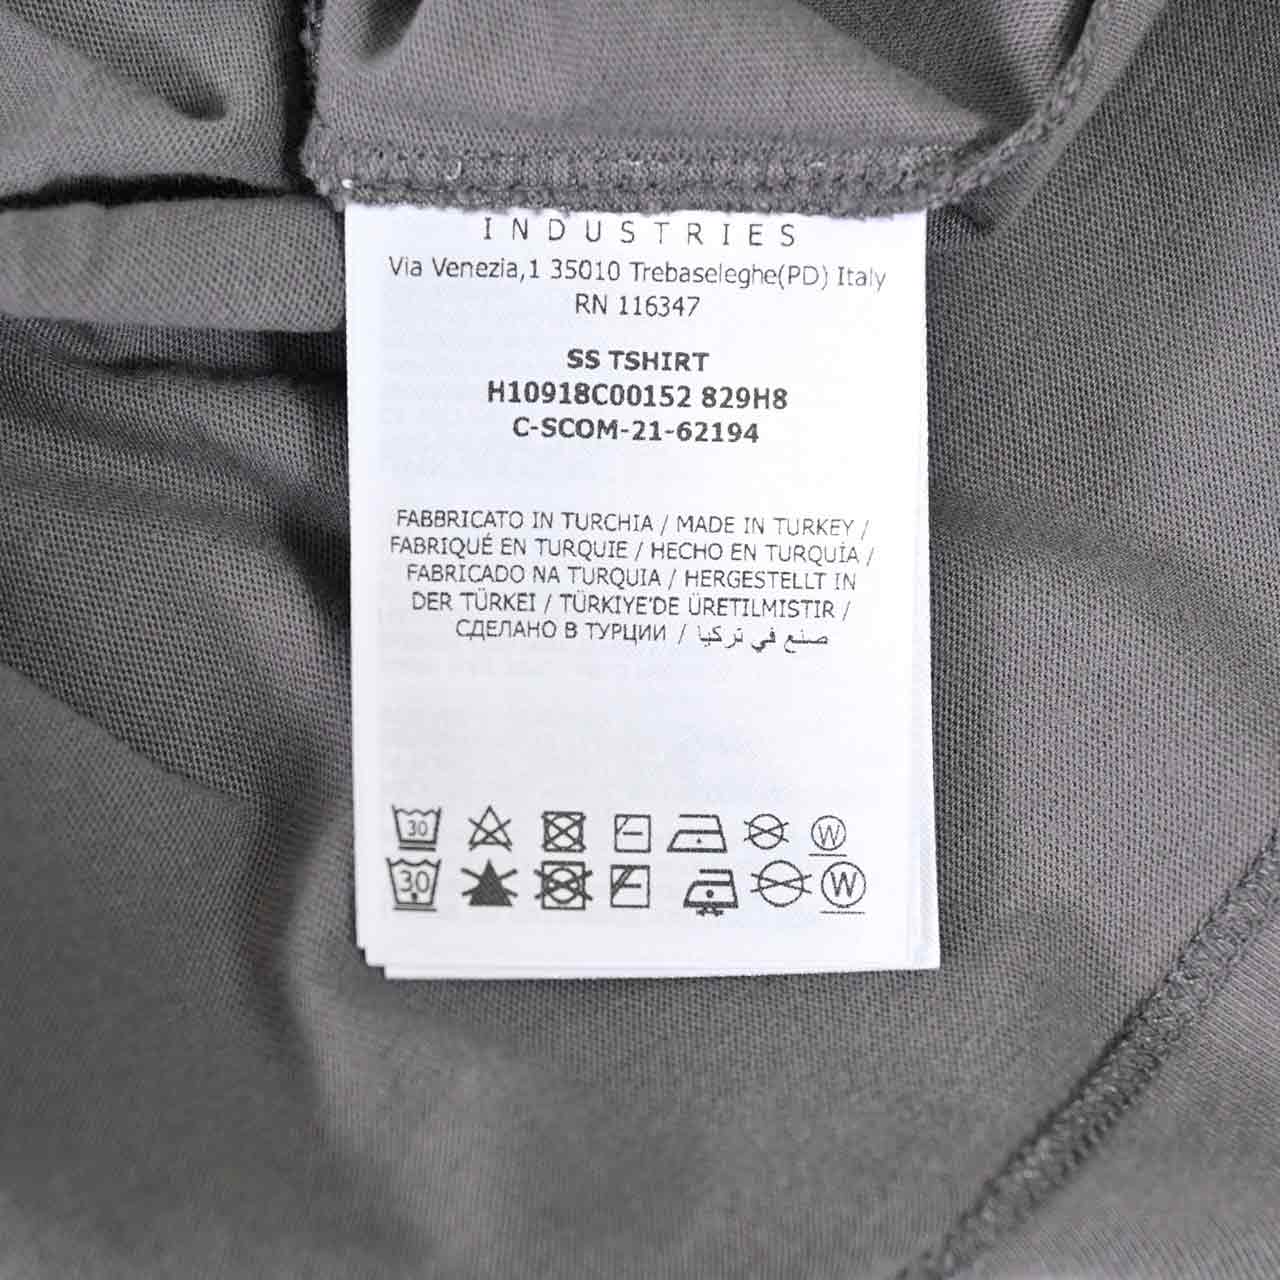 INDUSTRIES
Via Venezia,1 35010 Trebaseleghe(PD) Italy
RN 116347
SS TSHIRT
H10918C00152 829H8
C-SCOM-21-62194
FABBRICATO IN TURCHIA / MADE IN TURKEY /
FABRIQUÉ EN TURQUIE / HECHO EN TURQUÍA /
FABRICADO NA TURQUIA / HERGESTELLT IN
DER TÜRKEI / TÜRKIYE'DE ÜRETILMISTIR /
СДЕЛАНО В ТУРЦИИ / صنع في تركيا
30 W
30 W